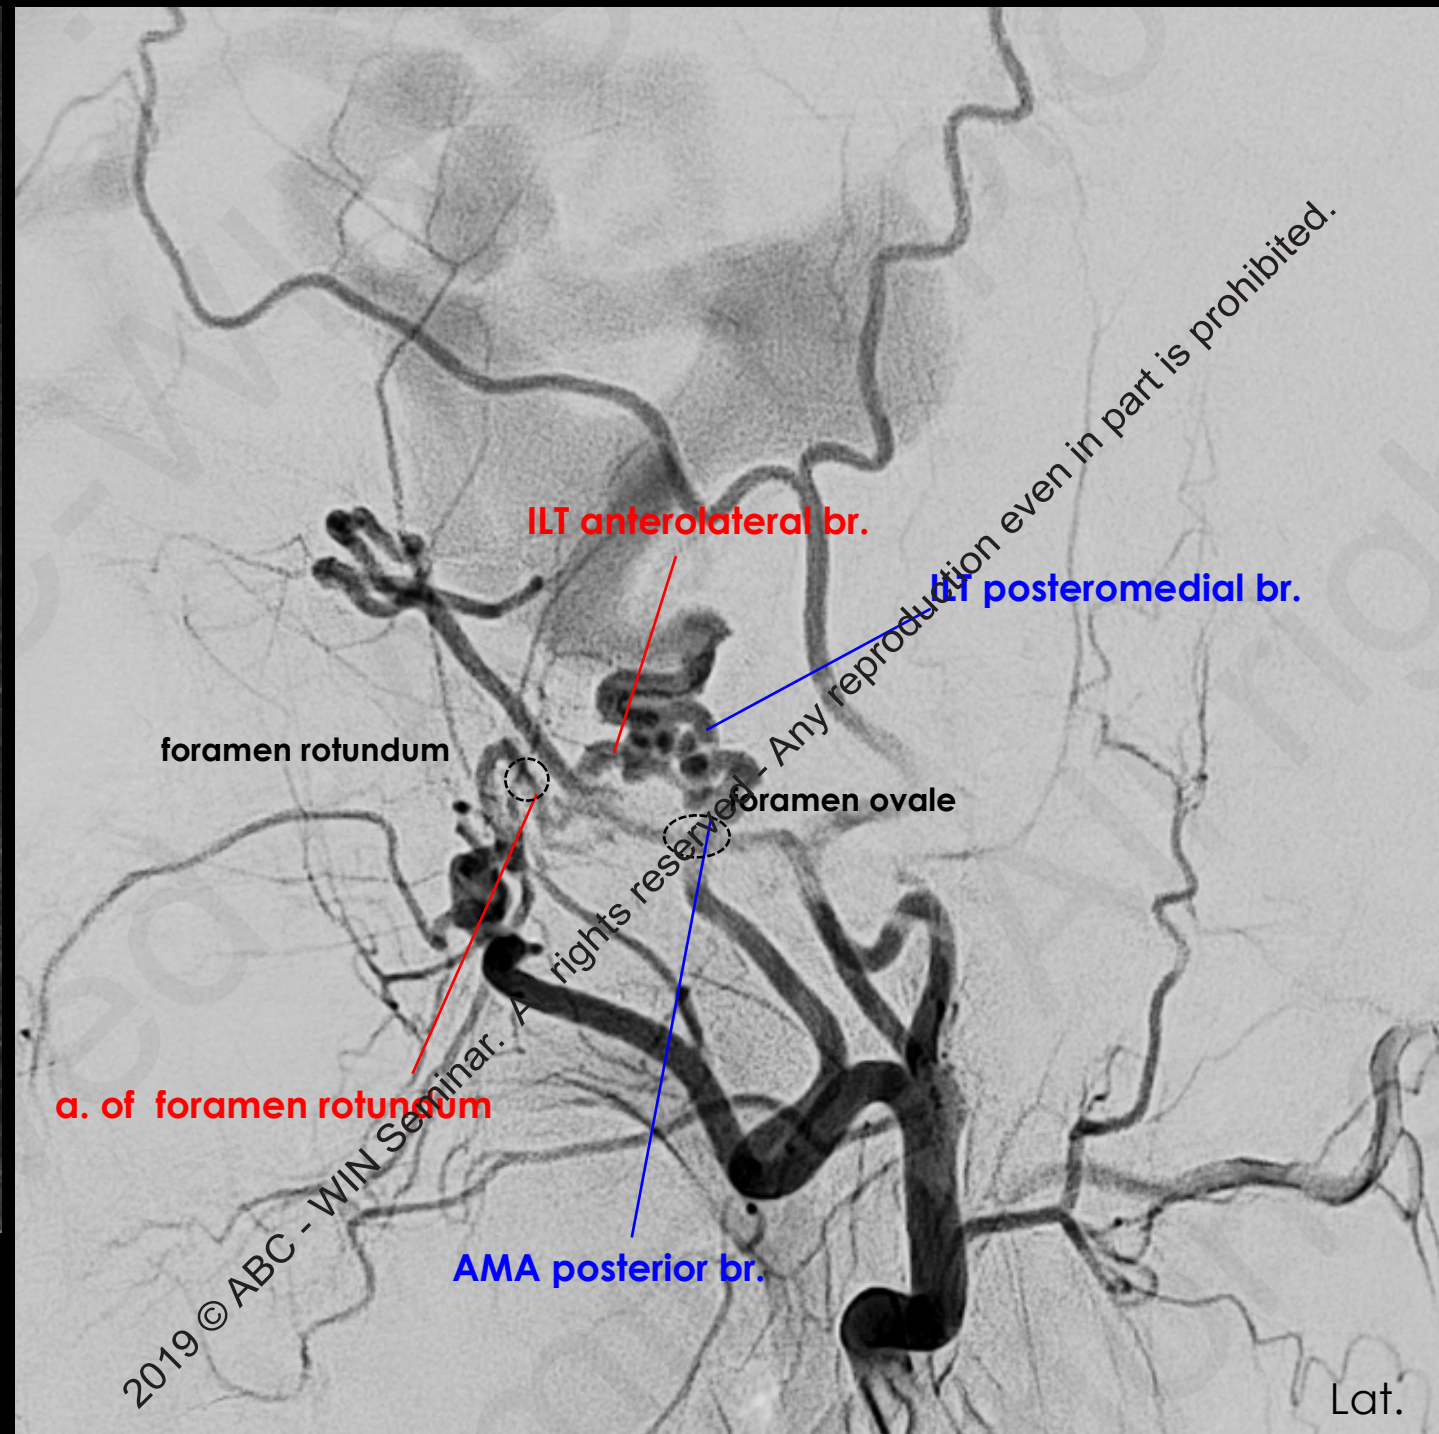 ILT anterolateral br.
ILT posteromedial br.
foramen rotundum
foramen ovale
a. of foramen rotundum
AMA posterior br.
2019 © ABC - WIN Seminar. All rights reserved - Any reproduction even in part is prohibited.
Lat.